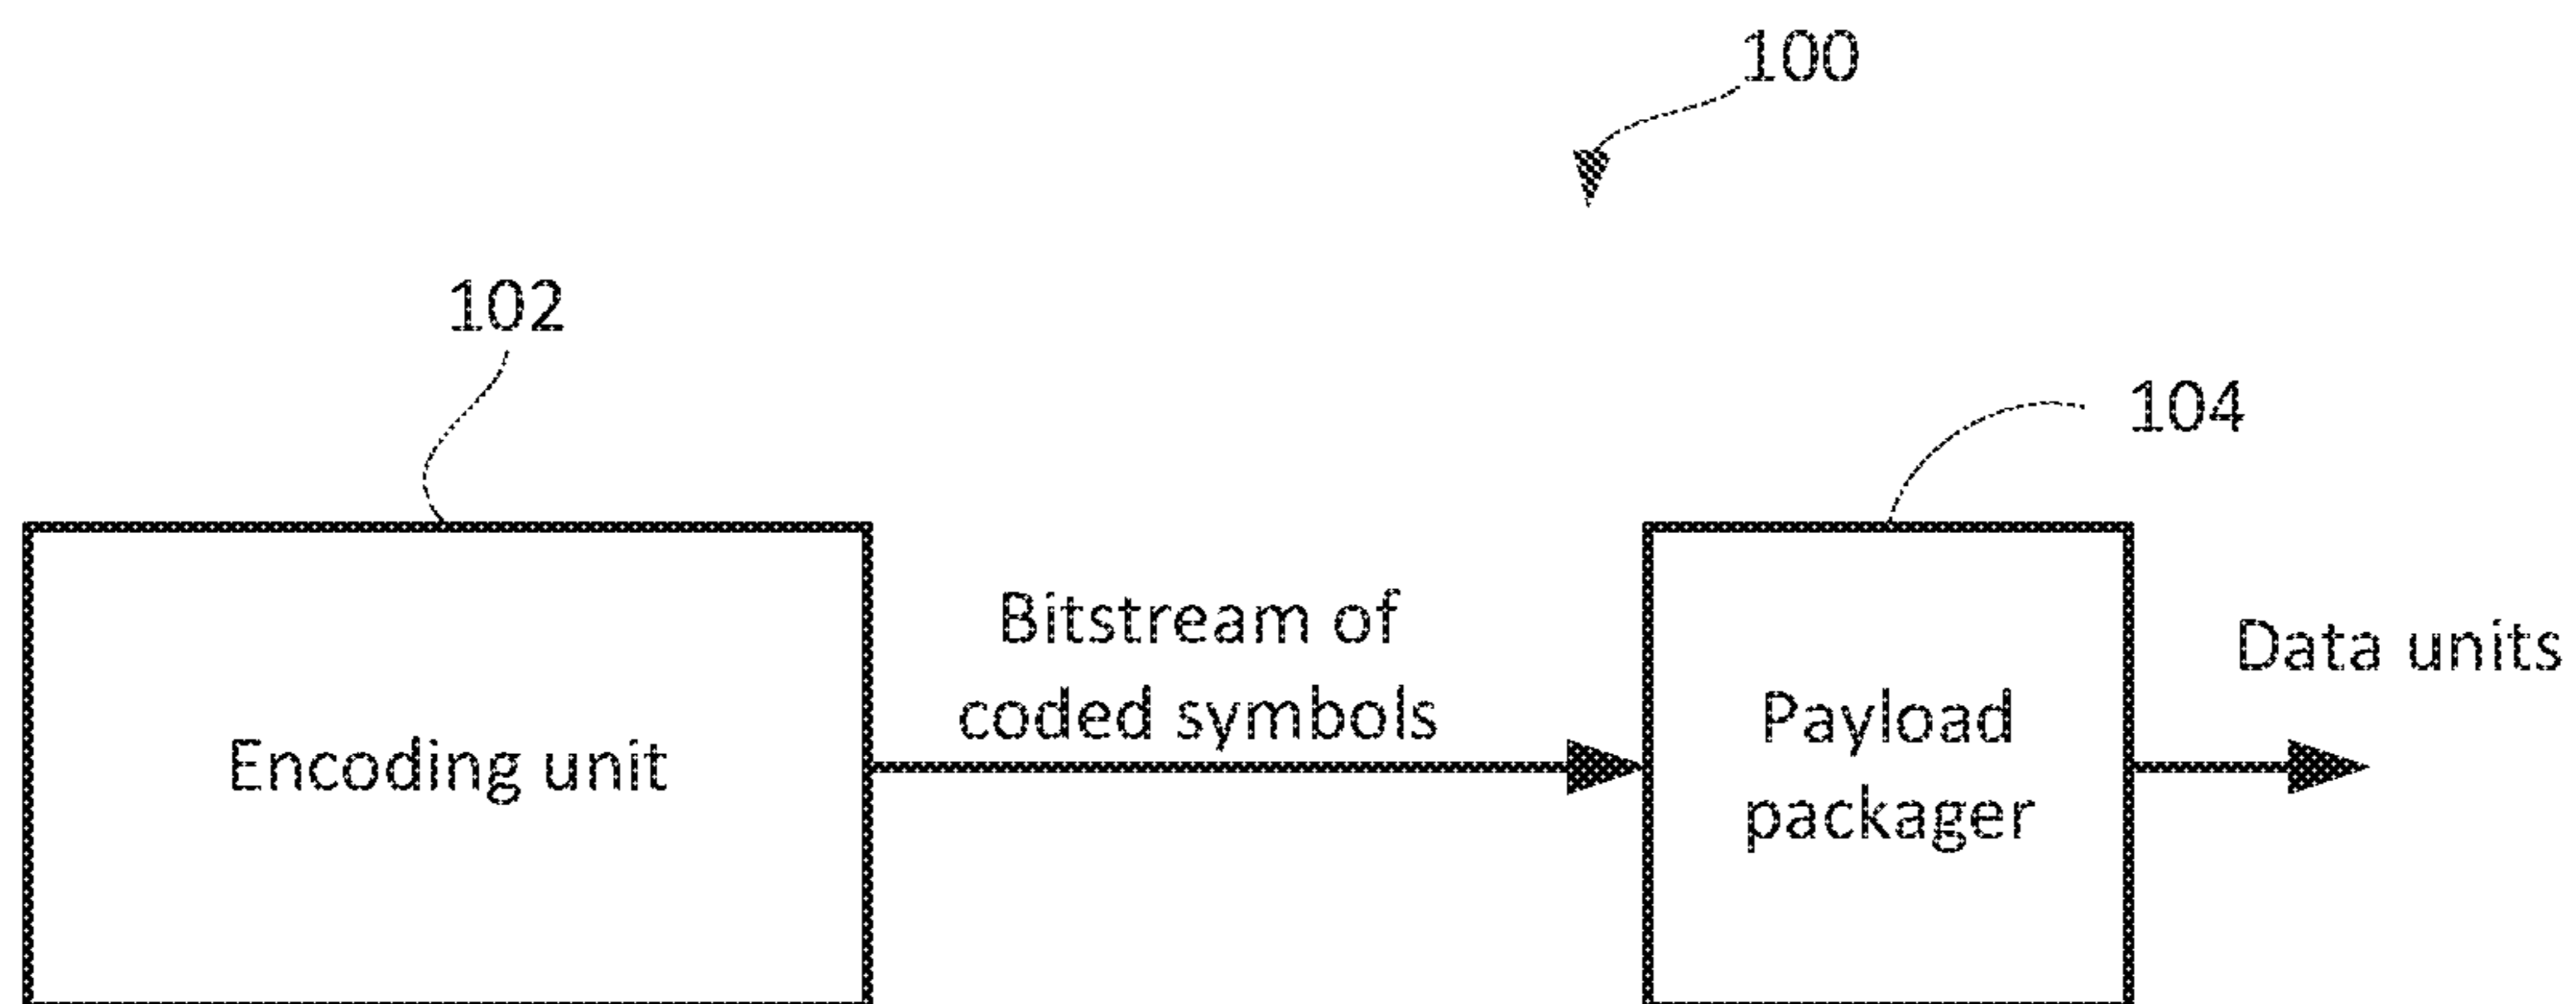 100
102
104
Bitstream of
coded symbols
Data units
Encoding unit
Payload
packager